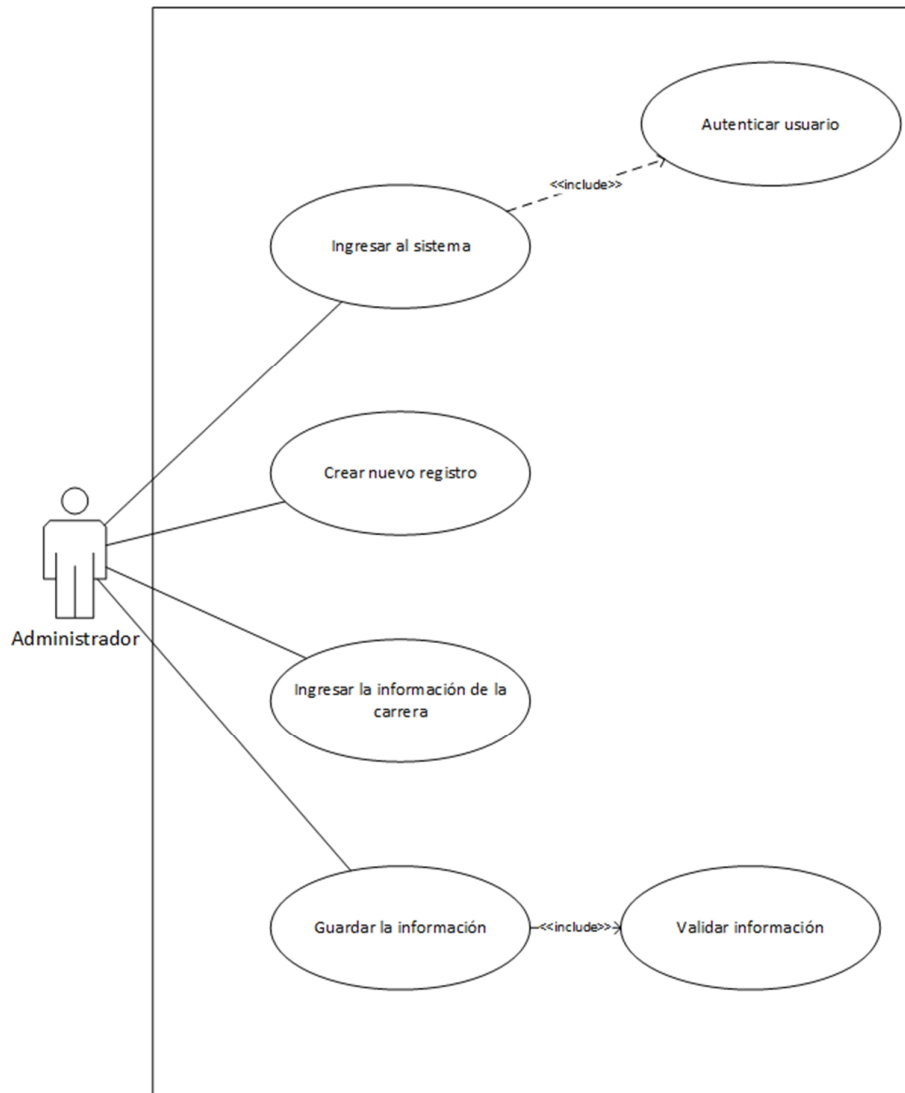 Autenticar usuario
<<include>>
Ingresar al sistema
Crear nuevo registro
Administrador
Ingresar la información de la
carrera
Guardar la información
<<include>>
Validar información